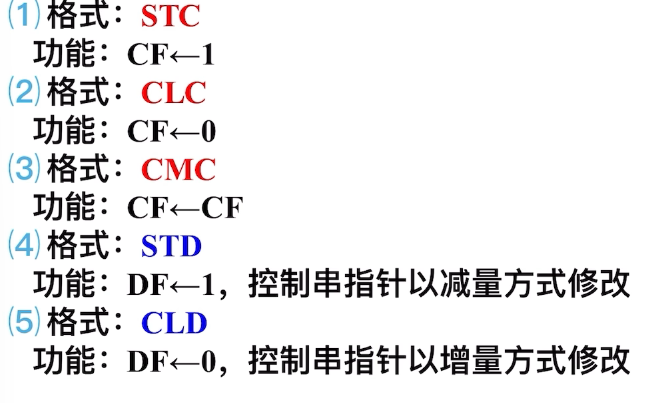 (1)格式：STC
功能：CF←1
(2)格式：CLC
功能：CF←0
(3)格式：CMC
功能：CF←CF
(4)格式：STD
功能：DF←1，控制串指针以减量方式修改
(5)格式：CLD
功能：DF←0，控制串指针以增量方式修改